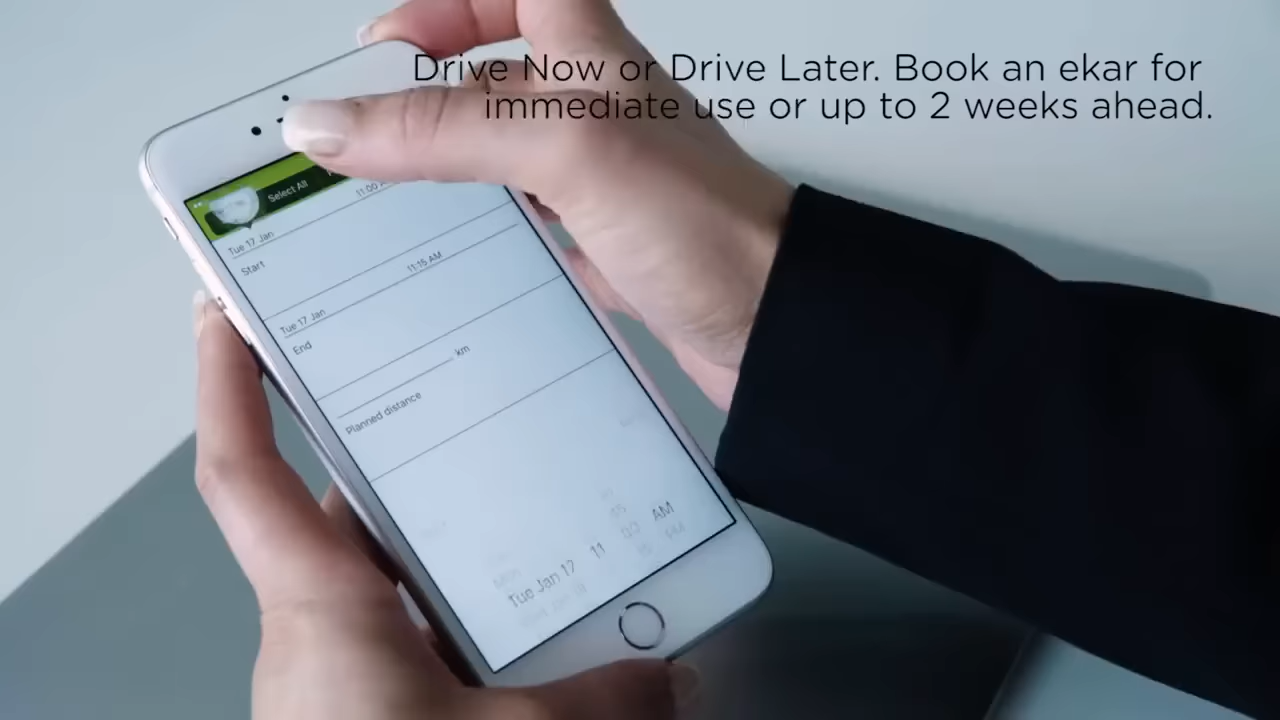 Drive Now or Drive Later. Book an ekar for
immediate use or up to 2 weeks ahead.
Select All
11:00
Tue 17 Jan
Start
11:15 AM
Tue 17 Jan
End
km
Planned distance
AM
Tue Jan 17 11
PM